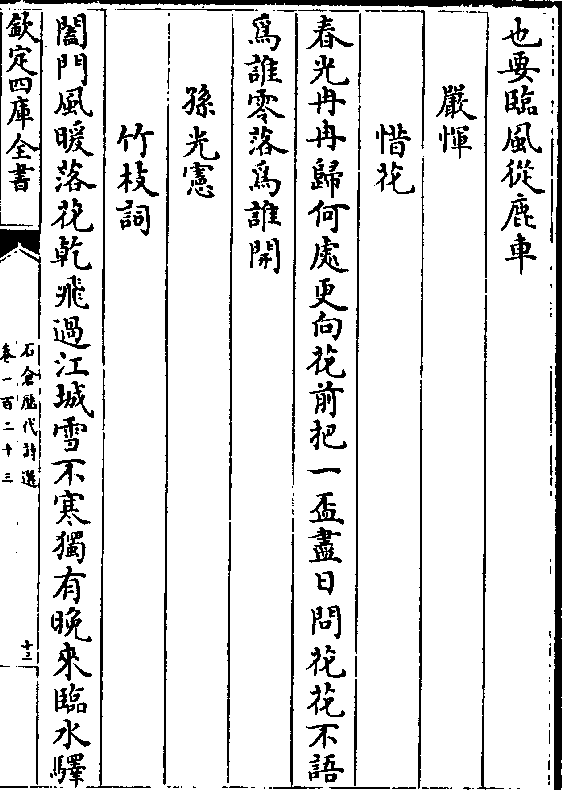 也要臨風從鹿車
嚴惲
惜花
春光冉冉歸何處更向花前把一盃盡日問花花不語
爲誰零落爲誰開
孫光憲
竹枝詞
閶門風暖落花乾飛過江城雪不寒獨有晚來臨水驛
欽定四庫全書
石倉歷代詩選
卷一百二十三
十三